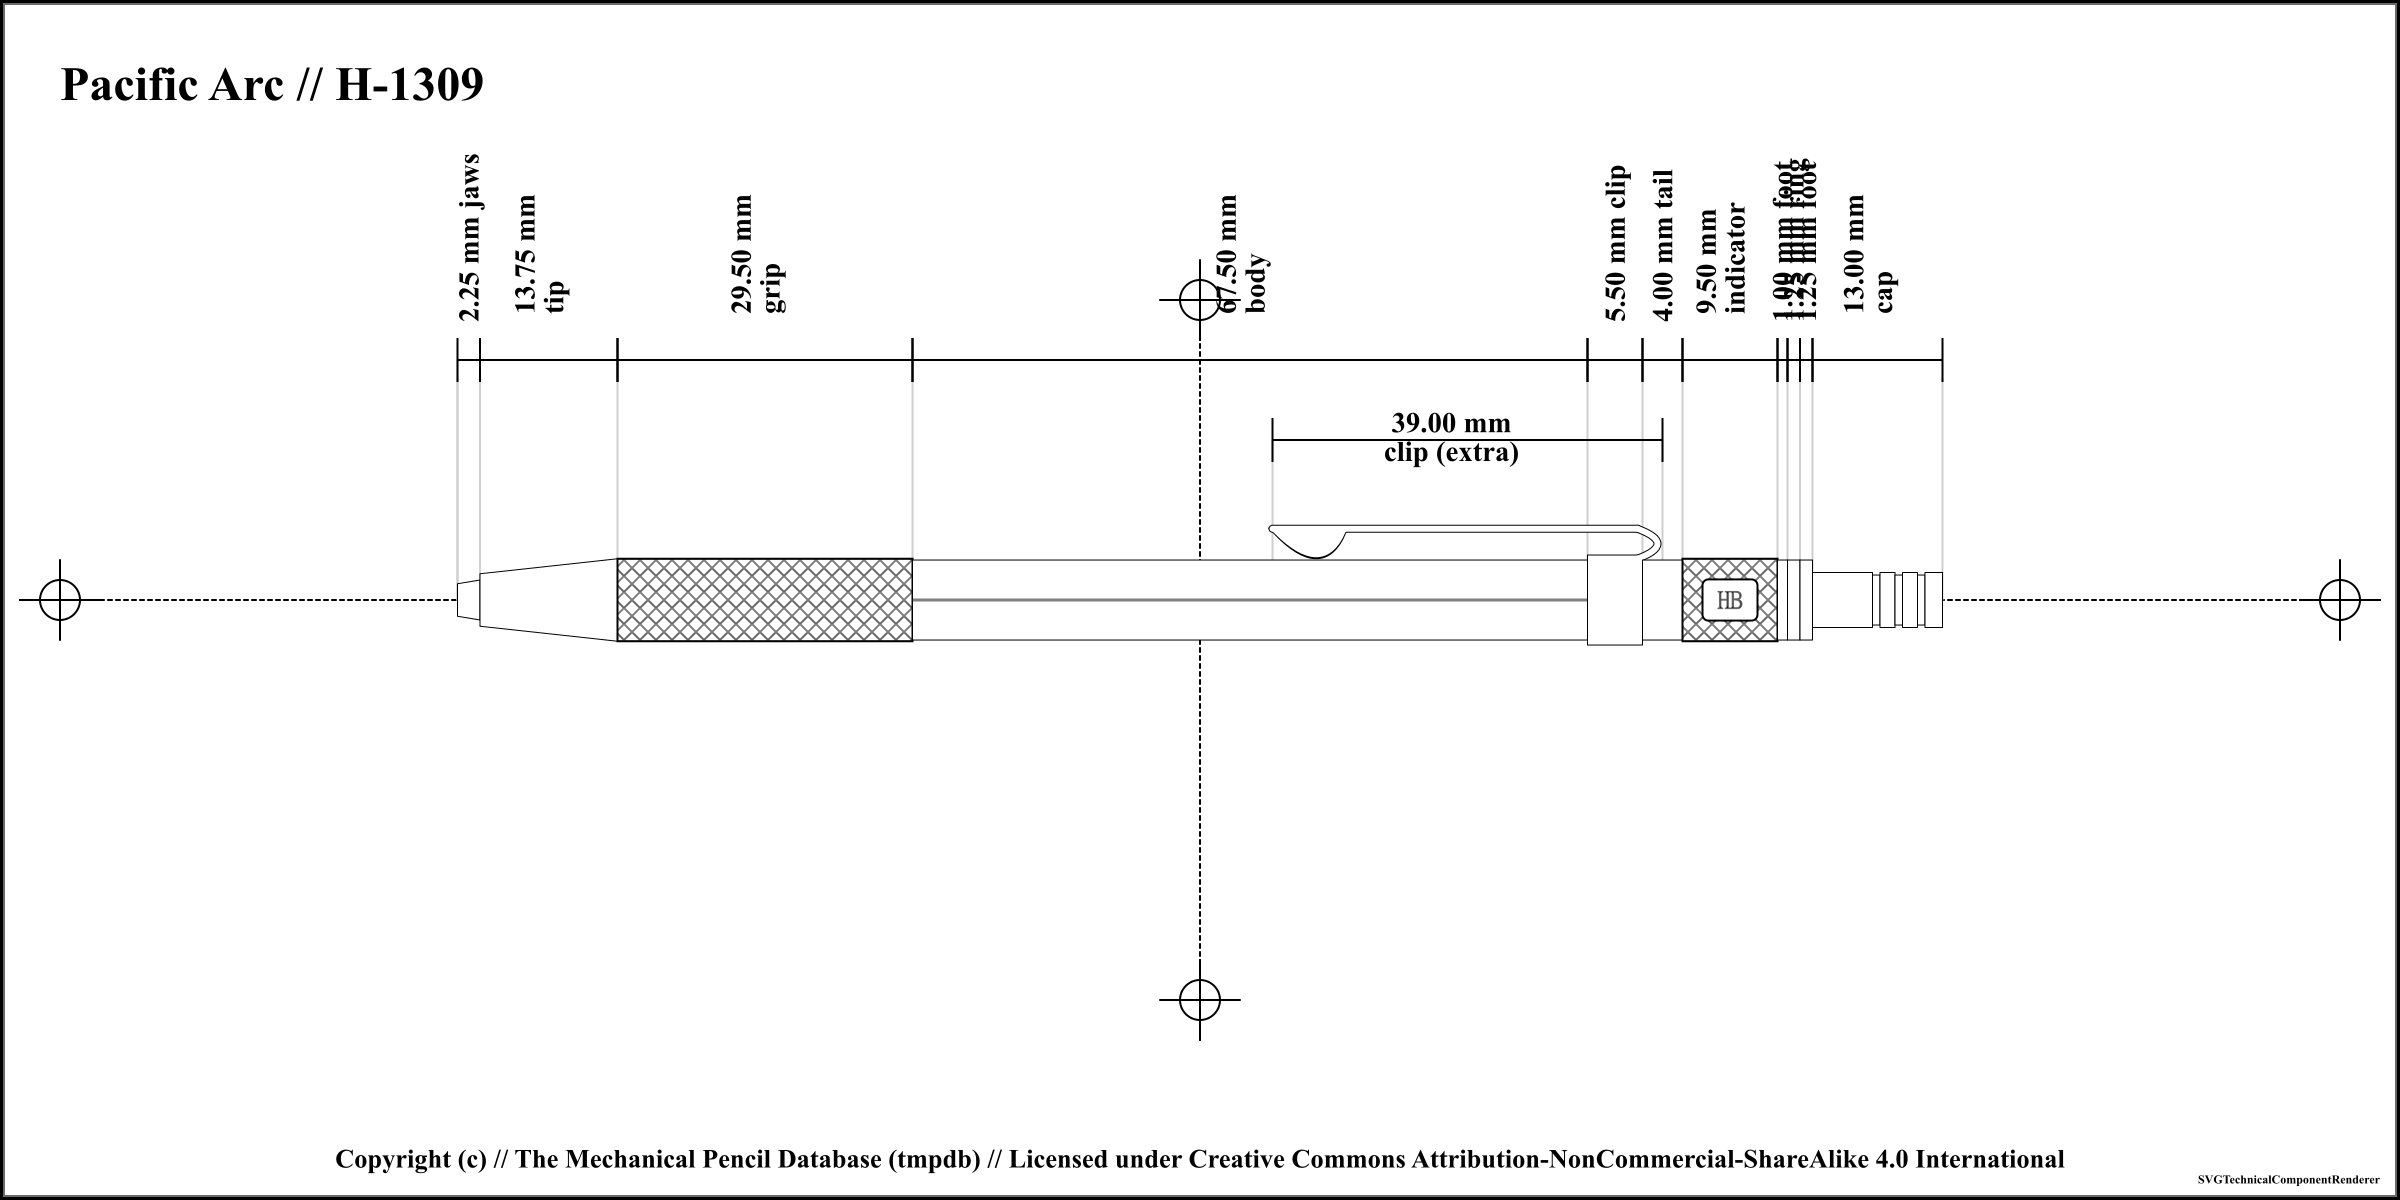 Pacific Arc // H-1309
2.25 mm jaws
13.75 mm
tip
29.50 mm
grip
67.50 mm
body
5.50 mm clip
4.00 mm tail
9.50 mm
indicator
1.00 mm foot
1.25 mm ring
1.25 mm foot
13.00 mm
cap
39.00 mm
clip (extra)
HB
Copyright (c) // The Mechanical Pencil Database (tmpdb) // Licensed under Creative Commons Attribution-NonCommercial-ShareAlike 4.0 International
SVGTechnicalComponentRenderer